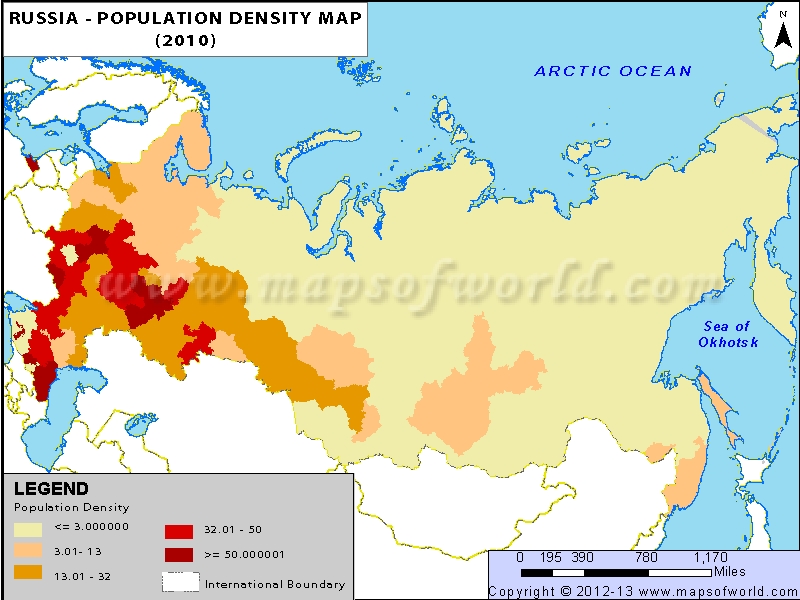 RUSSIA - POPULATION DENSITY MAP
(2010)
N
ARCTIC OCEAN
www.mapsofworld.com
Sea of
Okhotsk
LEGEND
Population Density
<= 3.000000
3.01- 13
13.01 - 32
32.01 - 50
>= 50.000001
International Boundary
0 195 390 780 1,170
Miles
Copyright © 2012-13 www.mapsofworld.com